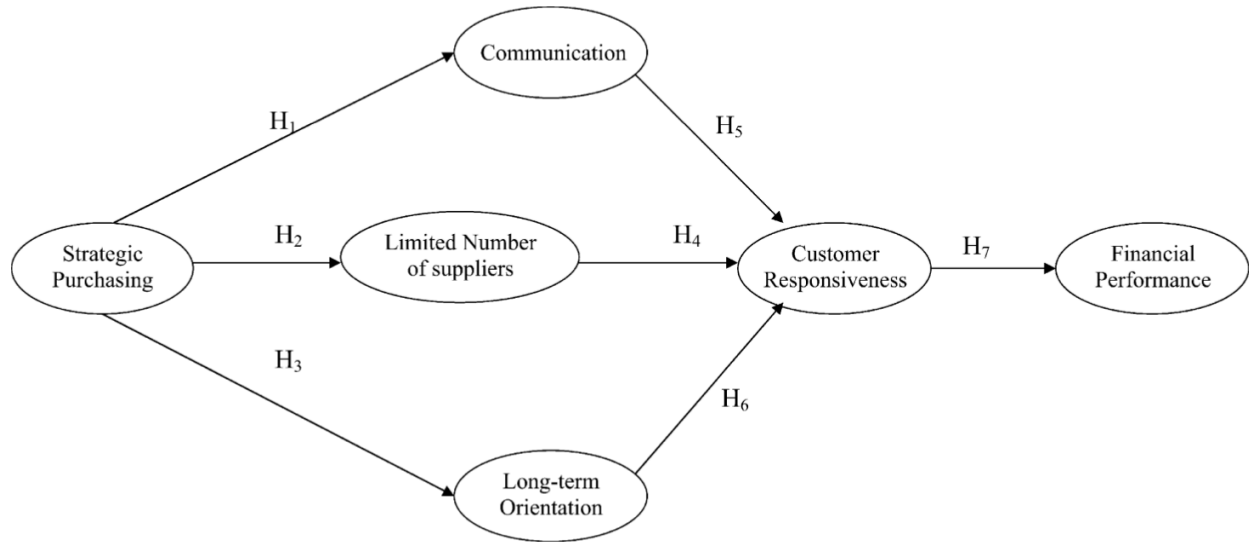 Communication
H₁
H₅
Strategic
Purchasing
H₂
Limited Number
of suppliers
H₄
Customer
Responsiveness
H₇
Financial
Performance
H₃
H₆
Long-term
Orientation